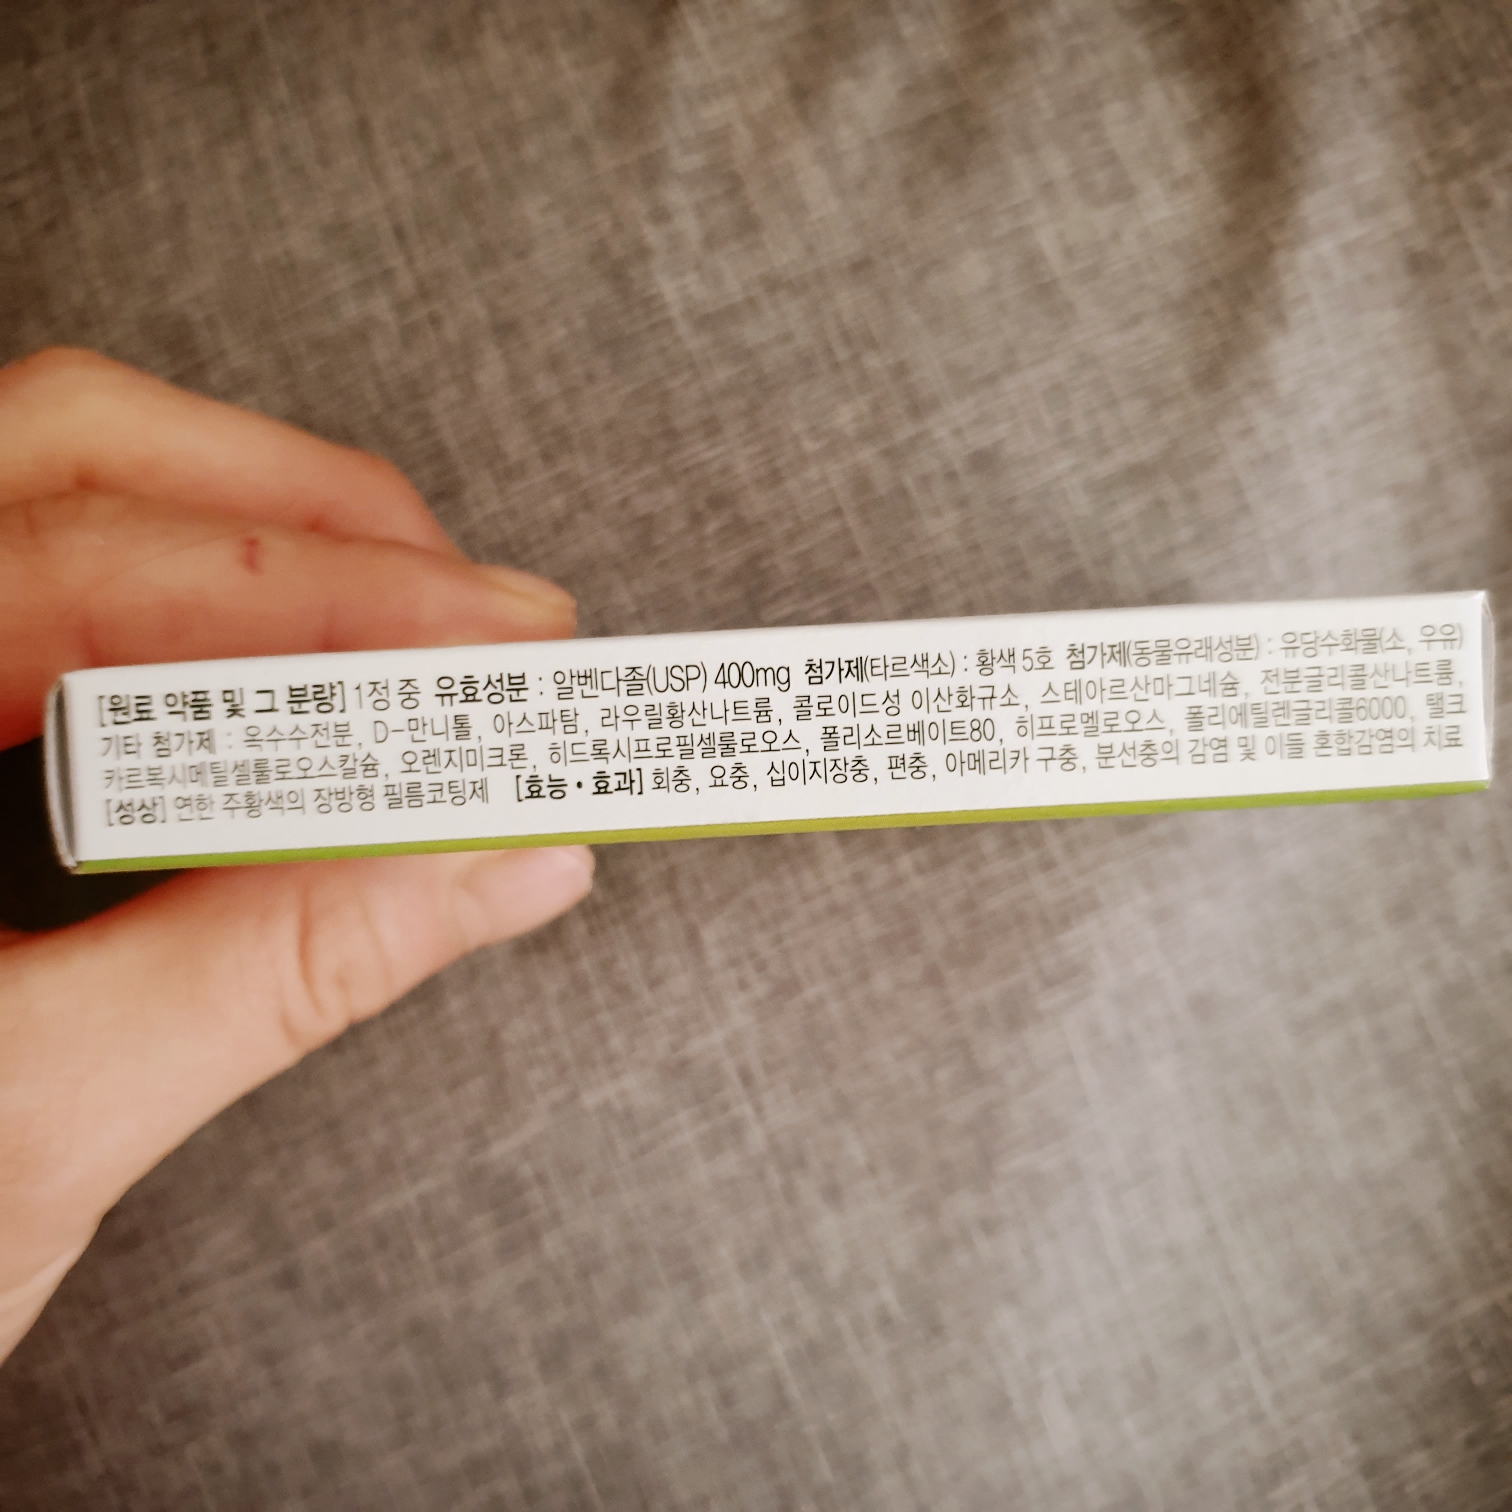 [원료 약품 및 그 분량] 1정 중 유효성분 : 알벤다졸(USP) 400mg 첨가제(타르색소) : 황색 5호 첨가제(동물유래성분) : 유당수화물(소, 우유)
기타 첨가제 : 옥수수전분, D-만니톨, 아스파탐, 라우릴황산나트륨, 콜로이드성 이산화규소, 스테아르산마그네슘, 전분글리콜산나트륨,
카르복시메틸셀룰로오스칼슘, 오렌지미크론, 히드록시프로필셀룰로오스, 폴리소르베이트80, 히프로멜로오스, 폴리에틸렌글리콜6000, 탤크
[성상] 연한 주황색의 장방형 필름코팅제 [효능•효과] 회충, 요충, 십이지장충, 편충, 아메리카 구충, 분선충의 감염 및 이들 혼합감염의 치료